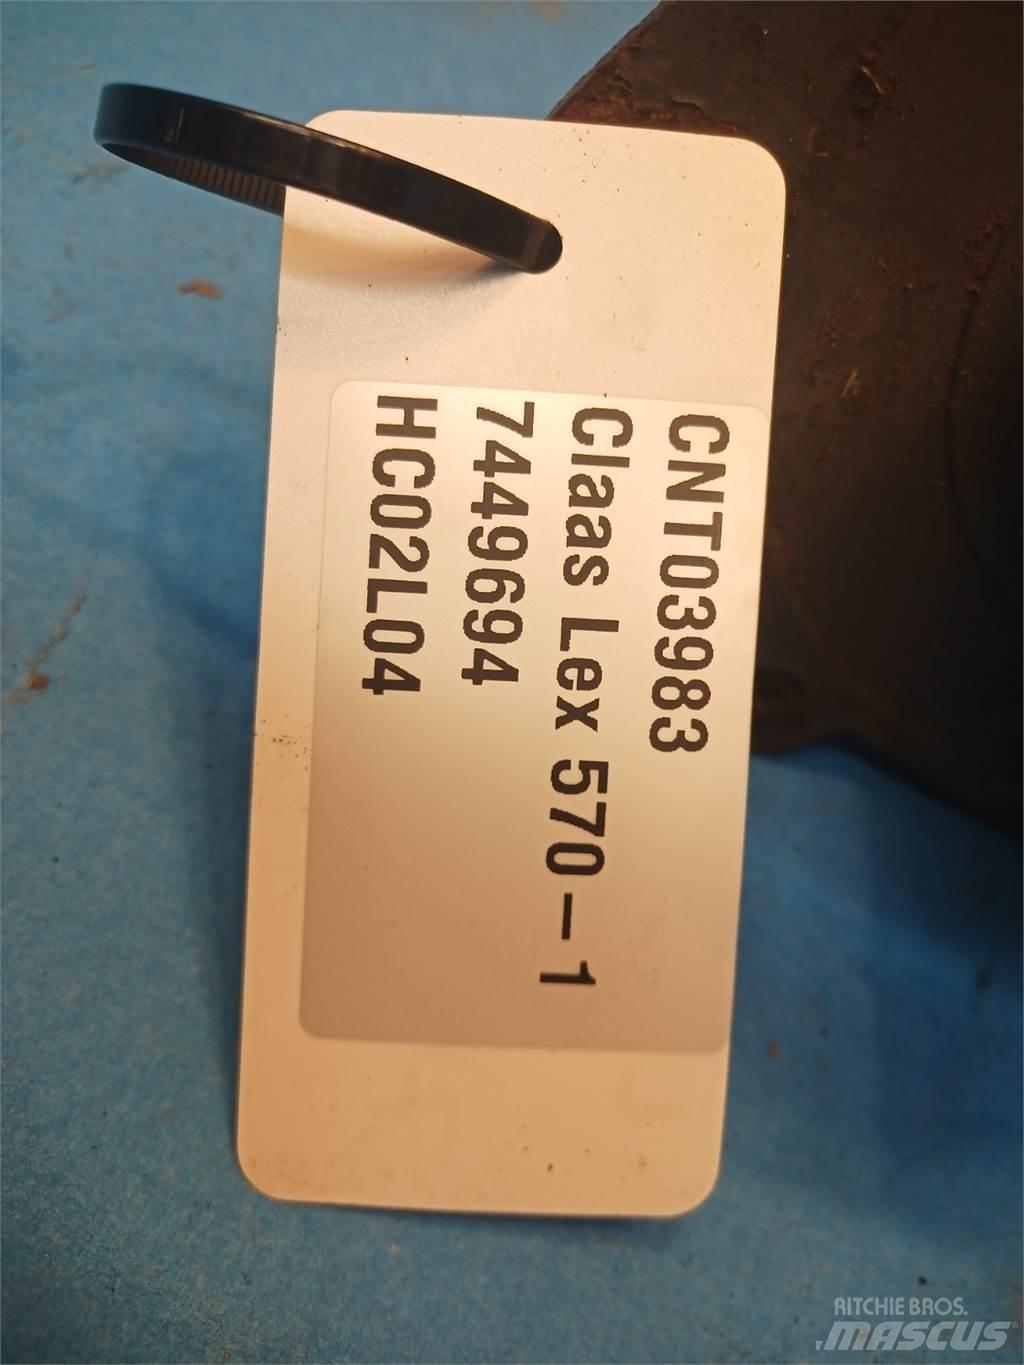 CNT03983
Claas Lex 570-1
7449694
HC02L04
RITCHIE BROS.
MASCUS